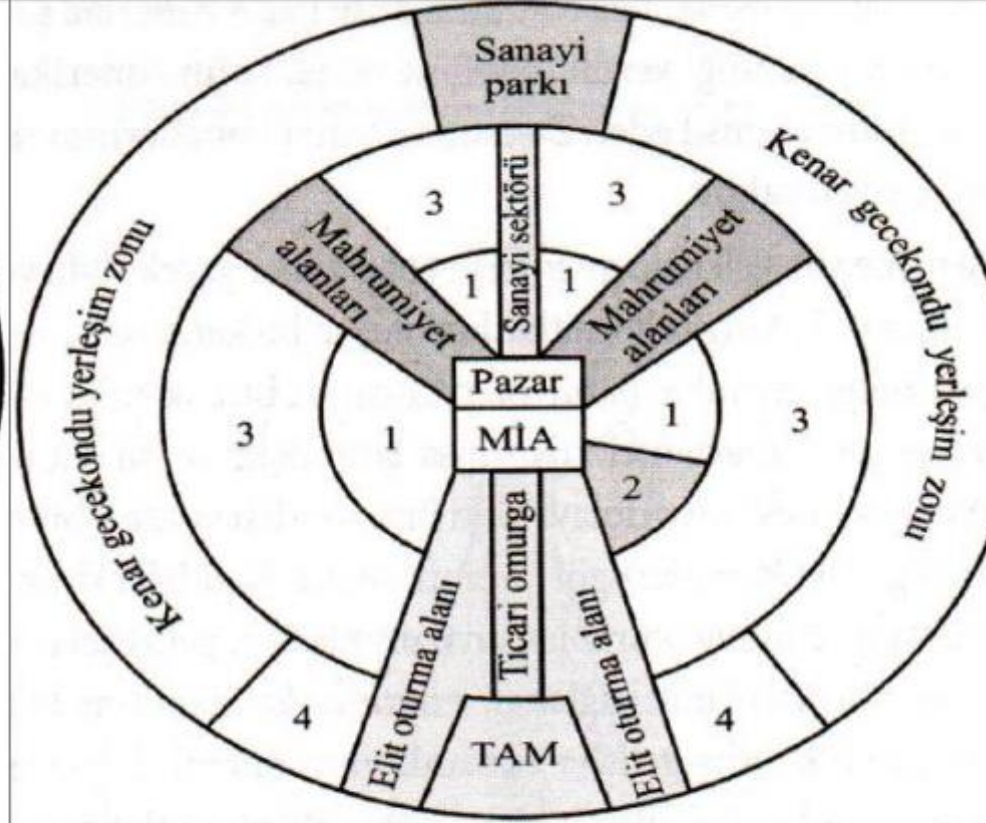 Sanayi
parkı
Kenar gecekondu yerleşim zonu
Kenar gecekondu yerleşim zonu
3
Sanayi sektörü
3
Mahrumiyet
alanları
Mahrumiyet
alanları
1
1
Pazar
3
1
MİA
1
3
2
Elit oturma alanı
Ticari omurga
Elit oturma alanı
4
TAM
4